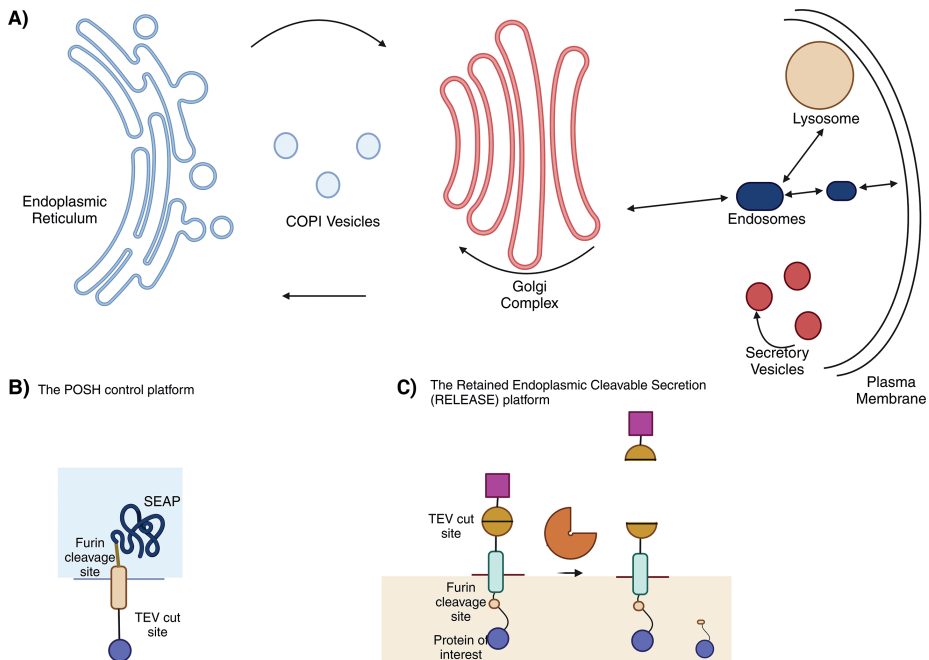 A)
Endoplasmic
Reticulum
COPI Vesicles
Golgi
Complex
Lysosome
Endosomes
Secretory
Vesicles
Plasma
Membrane
B) The POSH control platform
SEAP
Furin
cleavage
site
TEV cut
site
C) The Retained Endoplasmic Cleavable Secretion
(RELEASE) platform
TEV cut
site
Furin
cleavage
site
Protein of
interest